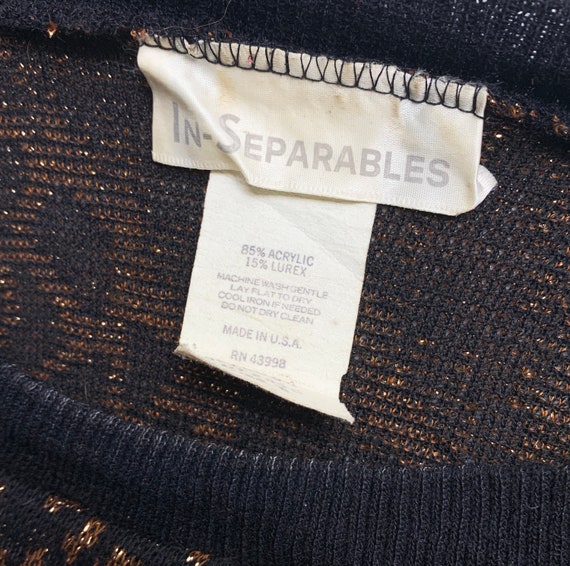 IN-SEPARABLES
85% ACRYLIC
15% LUREX
MACHINE WASH GENTLE
LAY FLAT TO DRY
COOL IRON IF NEEDED
DO NOT DRY CLEAN
MADE IN U.S.A.
RN 43998